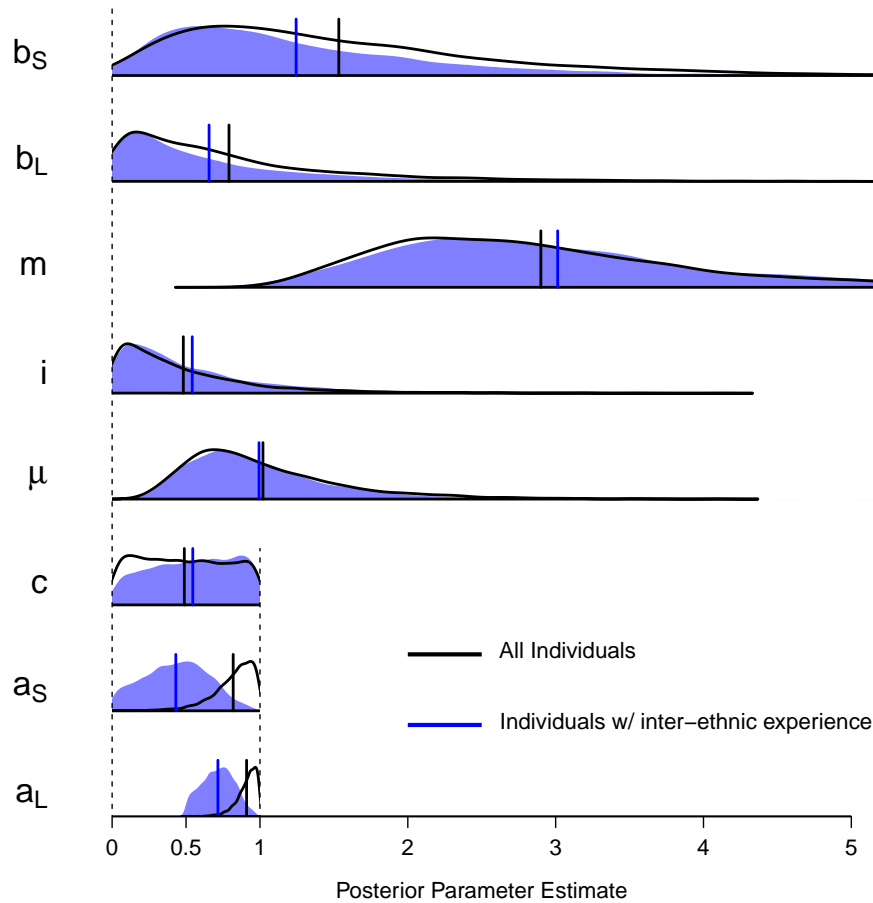 bS
bL
m
i
μ
c
aS
aL
All Individuals
Individuals w/ inter−ethnic experience
0 0.5 1 2 3 4 5
Posterior Parameter Estimate